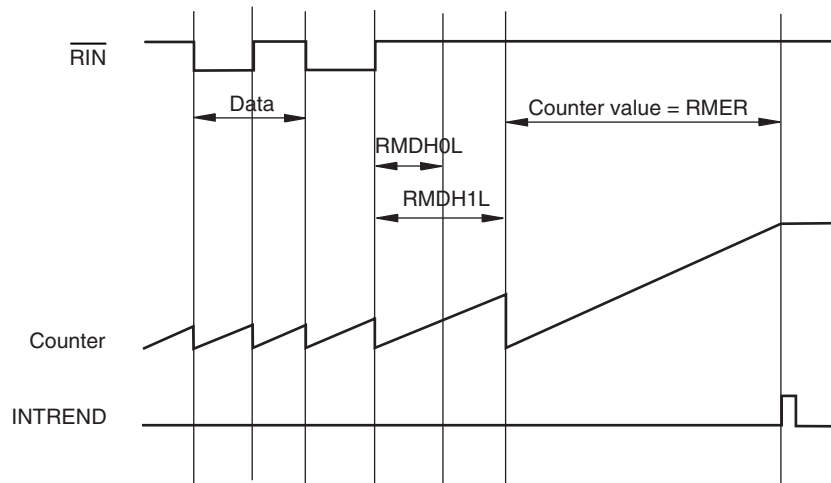 RIN
Data
Counter value = RMER
RMDH0L
RMDH1L
Counter
INTREND